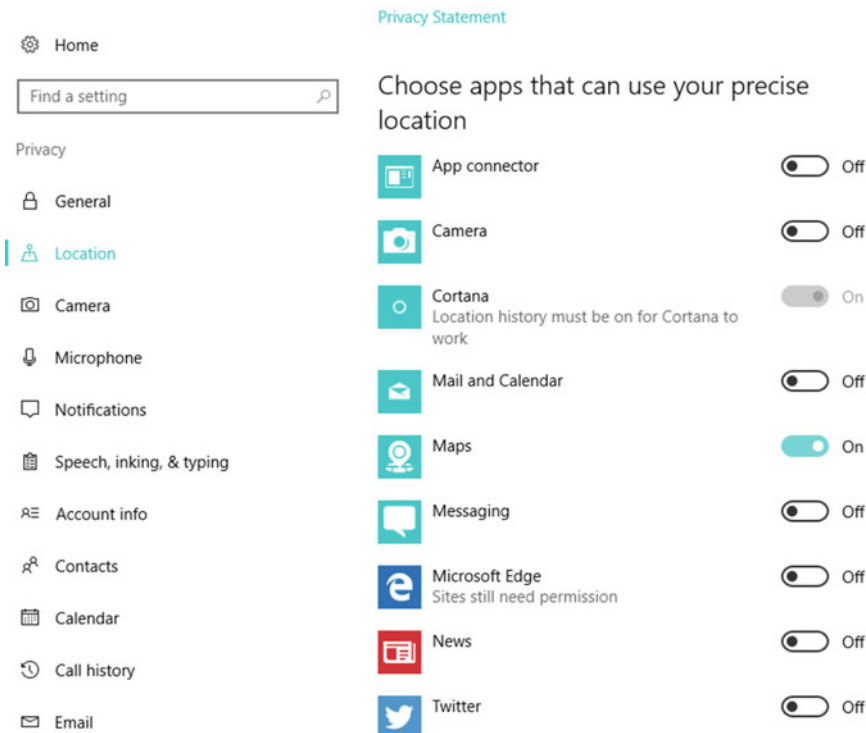 Home
Find a setting
Privacy
General
Location
Camera
Microphone
Notifications
Speech, inking, & typing
Account info
Contacts
Calendar
Call history
Email
Privacy Statement
Choose apps that can use your precise
location
App connector Off
Camera Off
Cortana On
Location history must be on for Cortana to
work
Mail and Calendar Off
Maps On
Messaging Off
Microsoft Edge Off
Sites still need permission
News Off
Twitter Off